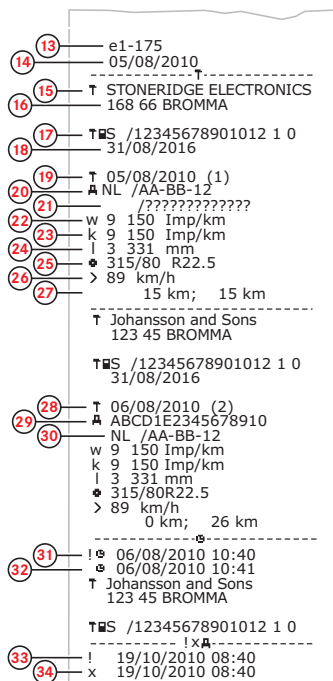 13 e1-175
14 05/08/2010
15 STONERIDGE ELECTRONICS
16 168 66 BROMMA
17 S /12345678901012 1 0
18 31/08/2016
19 05/08/2010 (1)
20 NL /AA-BB-12
21 /?????????????
22 w 9 150 Imp/km
23 k 9 150 Imp/km
24 l 3 331 mm
25 315/80 R22.5
26 > 89 km/h
27 15 km; 15 km
Johansson and Sons
123 45 BROMMA
S /12345678901012 1 0
31/08/2016
28 06/08/2010 (2)
29 ABCD1E2345678910
30 NL /AA-BB-12
w 9 150 Imp/km
k 9 150 Imp/km
l 3 331 mm
315/80R22.5
> 89 km/h
0 km; 26 km
31 ! 06/08/2010 10:40
32 06/08/2010 10:41
Johansson and Sons
123 45 BROMMA
S /12345678901012 1 0
!x
33 ! 19/10/2010 08:40
34 x 19/10/2010 08:40